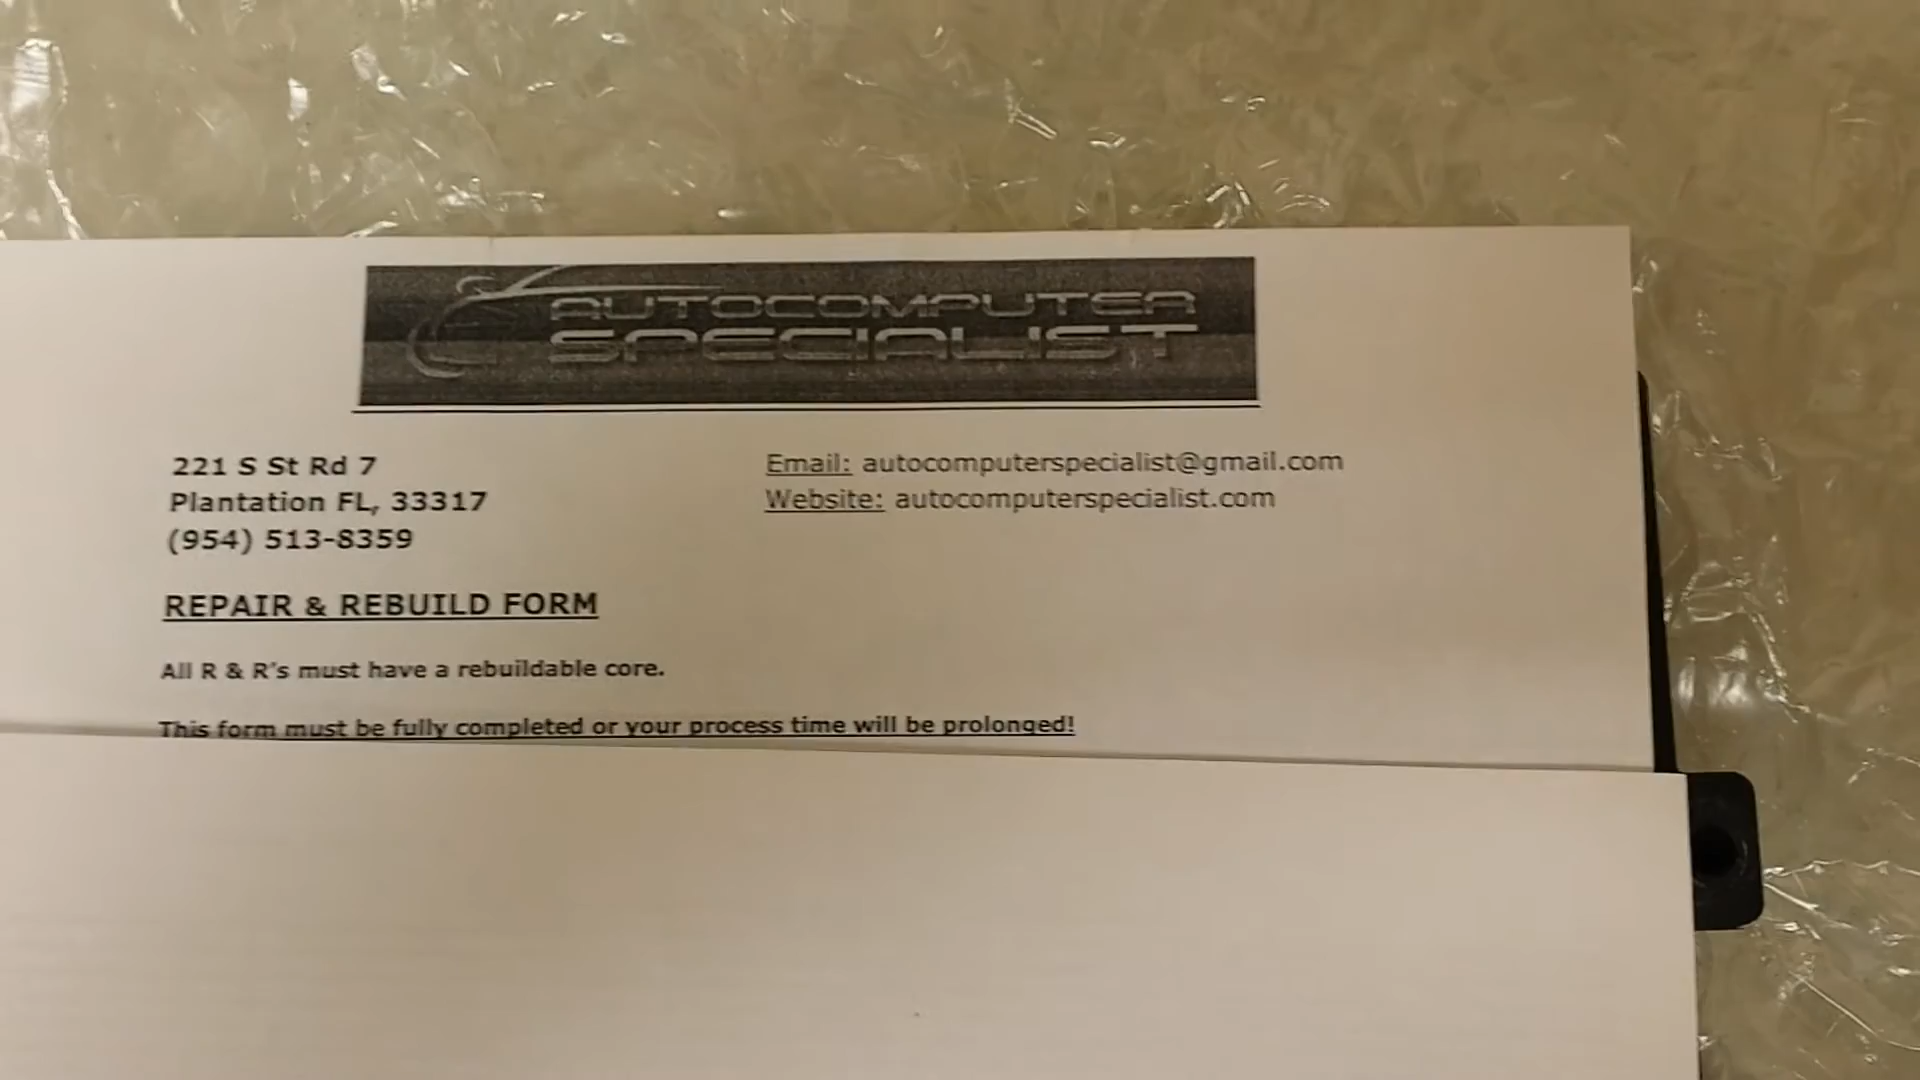 AUTOCOMPUTER
SPECIALIST
221 S St Rd 7
Plantation FL, 33317
(954) 513-8359
Email: autocomputerspecialist@gmail.com
Website: autocomputerspecialist.com
REPAIR & REBUILD FORM
All R & R's must have a rebuildable core.
This form must be fully completed or your process time will be prolonged!